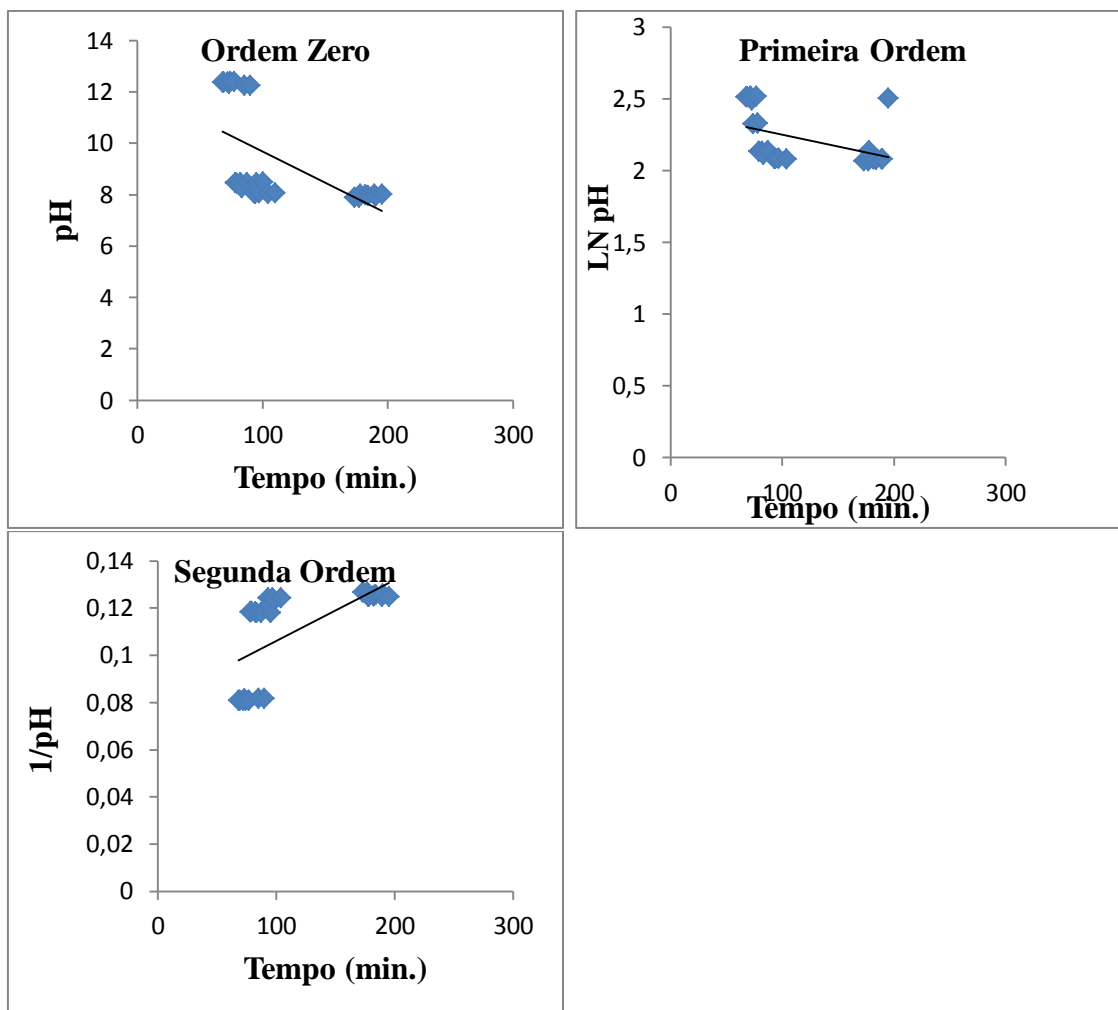 Ordem Zero
14
12
10
8
6
4
2
0
pH
0 100 200 300
Tempo (min.)
Primeira Ordem
3
2,5
2
1,5
1
0,5
0
LN pH
0 100 200 300
Tempo (min.)
Segunda Ordem
0,14
0,12
0,1
0,08
0,06
0,04
0,02
0
1/pH
0 100 200 300
Tempo (min.)